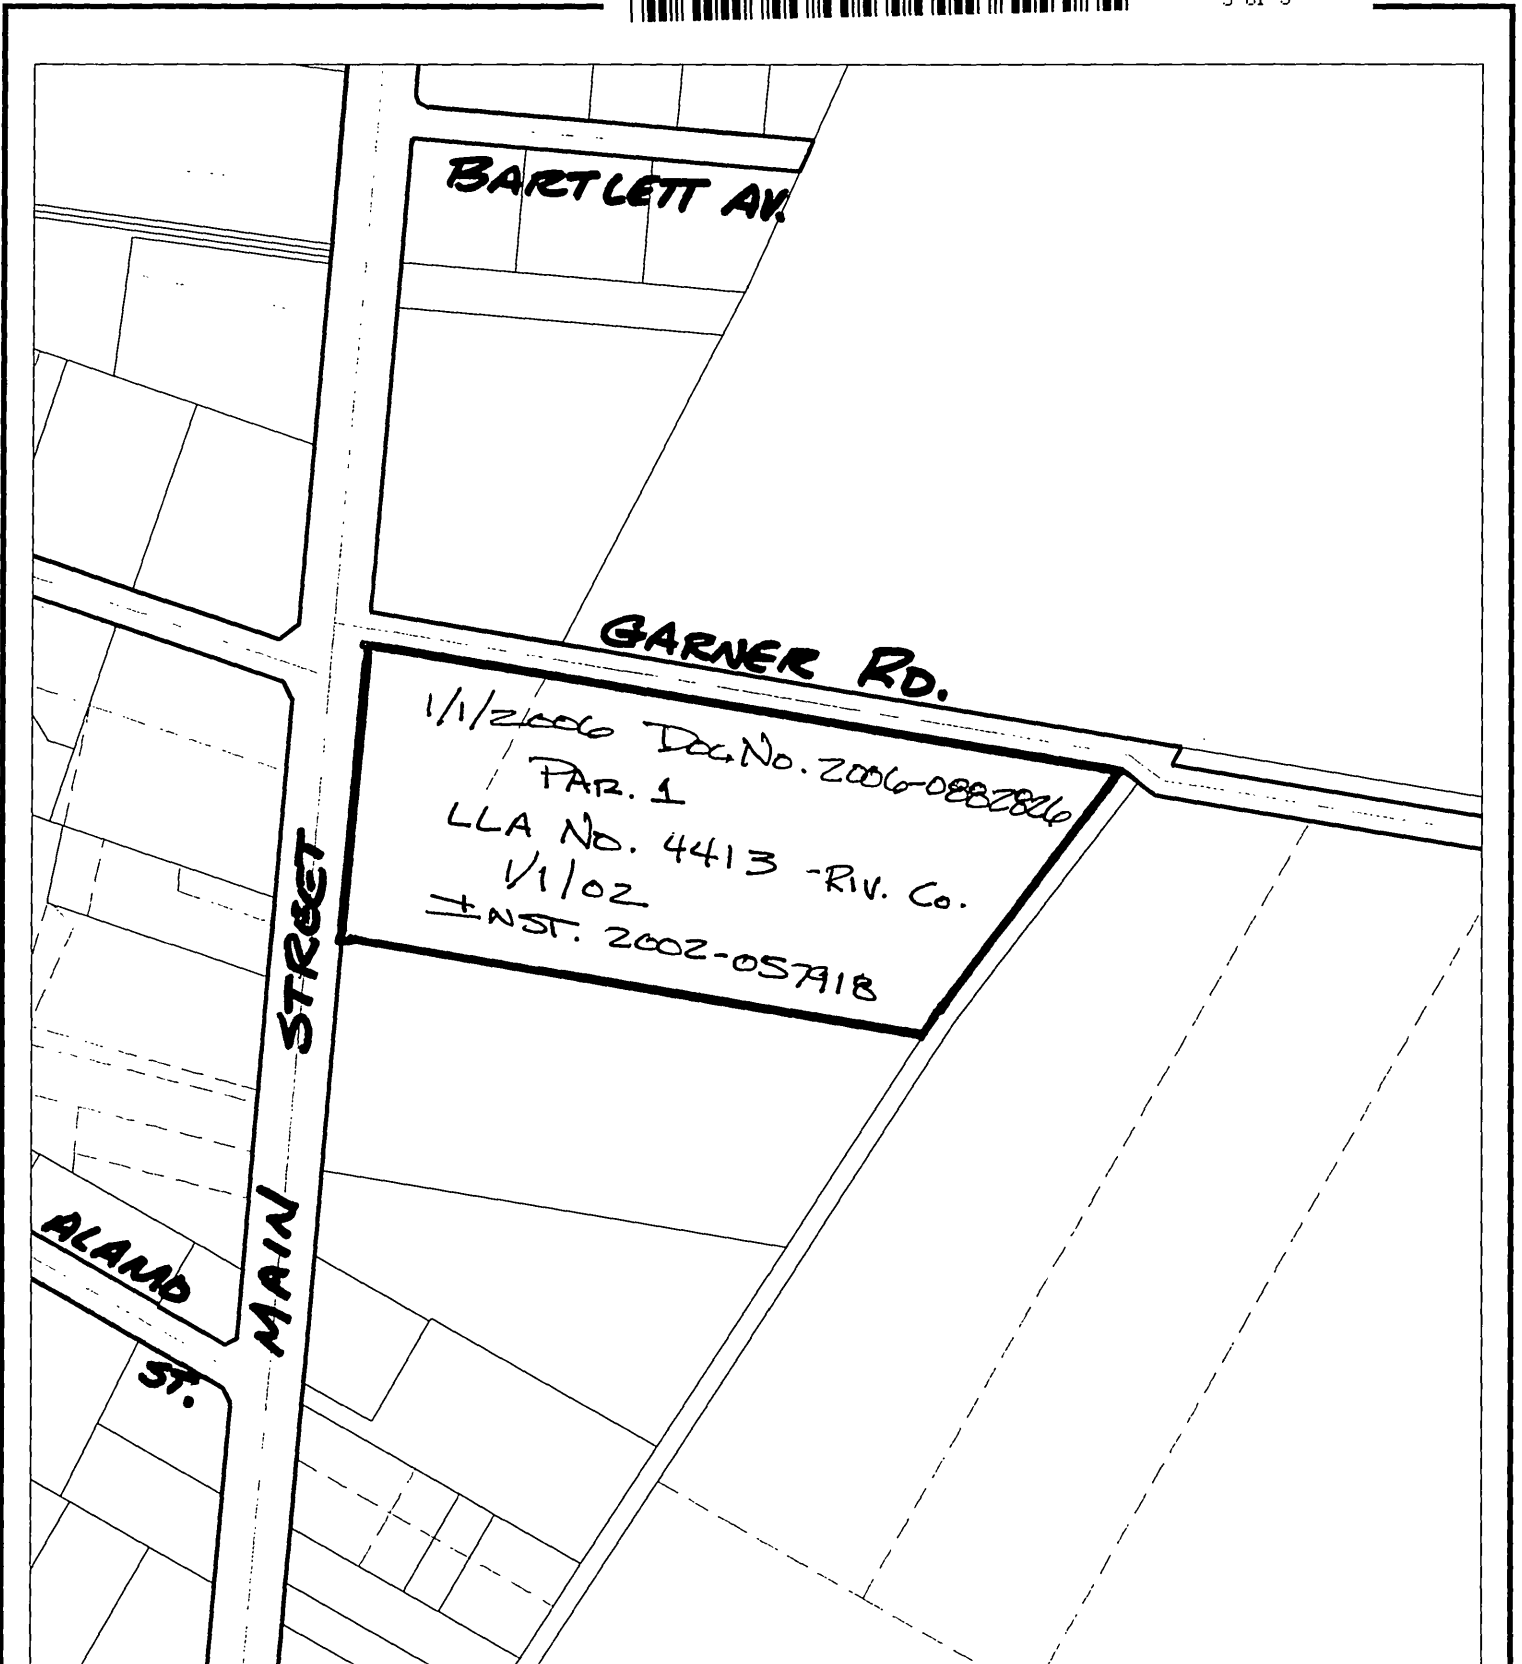 BARTLETT AV.
GARNER RD.
1/1/2006 DOC. NO. 2006-0882826
PAR. 1
LLA NO. 4413 - RIV. CO.
1/1/02
INST. 2002-057918
MAIN STREET
ALAMO
ST.